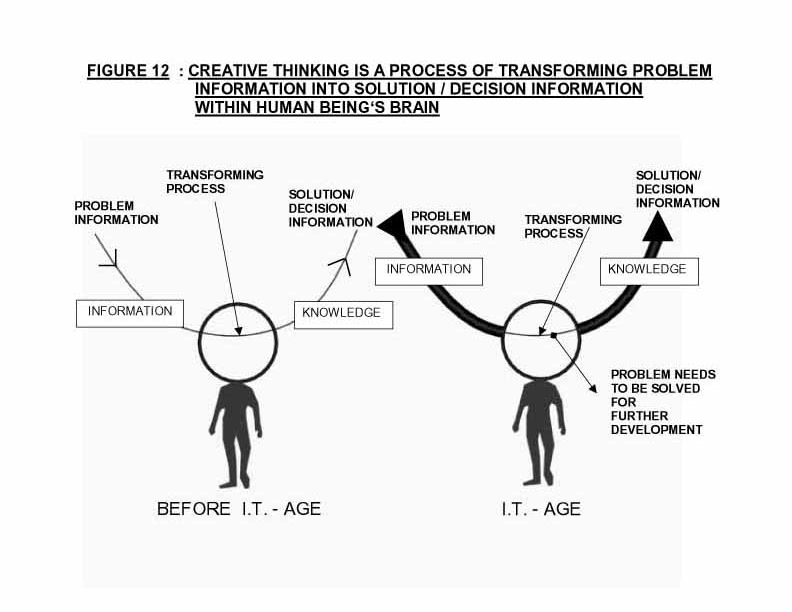 FIGURE 12 : CREATIVE THINKING IS A PROCESS OF TRANSFORMING PROBLEM
INFORMATION INTO SOLUTION / DECISION INFORMATION
WITHIN HUMAN BEING‘S BRAIN
PROBLEM
INFORMATION
TRANSFORMING
PROCESS
SOLUTION/
DECISION
INFORMATION
INFORMATION
KNOWLEDGE
BEFORE I.T. - AGE
PROBLEM
INFORMATION
TRANSFORMING
PROCESS
SOLUTION/
DECISION
INFORMATION
INFORMATION
KNOWLEDGE
PROBLEM NEEDS
TO BE SOLVED
FOR
FURTHER
DEVELOPMENT
I.T. - AGE